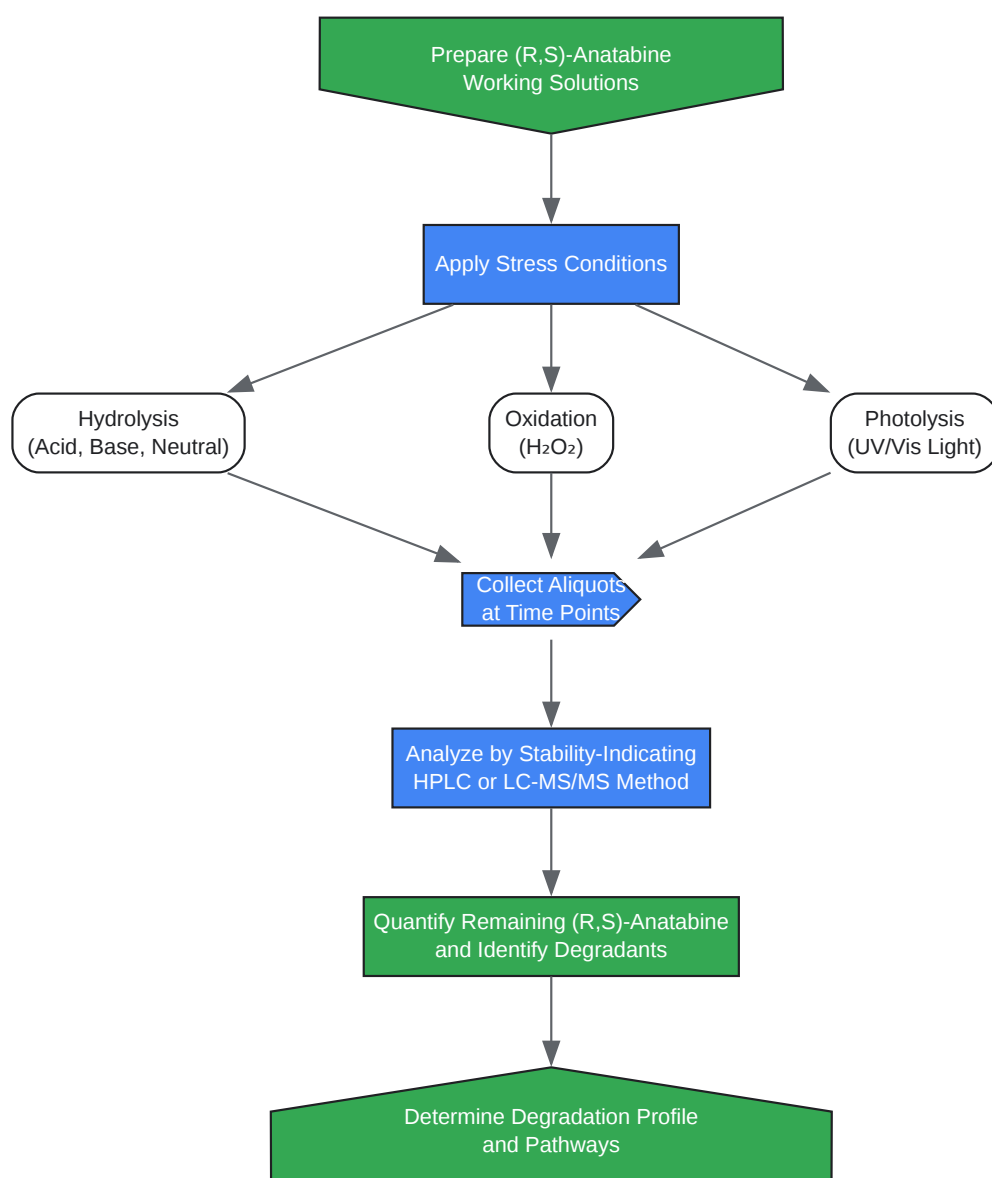 Prepare (R,S)-Anatabine
Working Solutions
Apply Stress Conditions
Hydrolysis
(Acid, Base, Neutral)
Oxidation
(H₂O₂)
Photolysis
(UV/Vis Light)
Collect Aliquots
at Time Points
Analyze by Stability-Indicating
HPLC or LC-MS/MS Method
Quantify Remaining (R,S)-Anatabine
and Identify Degradants
Determine Degradation Profile
and Pathways